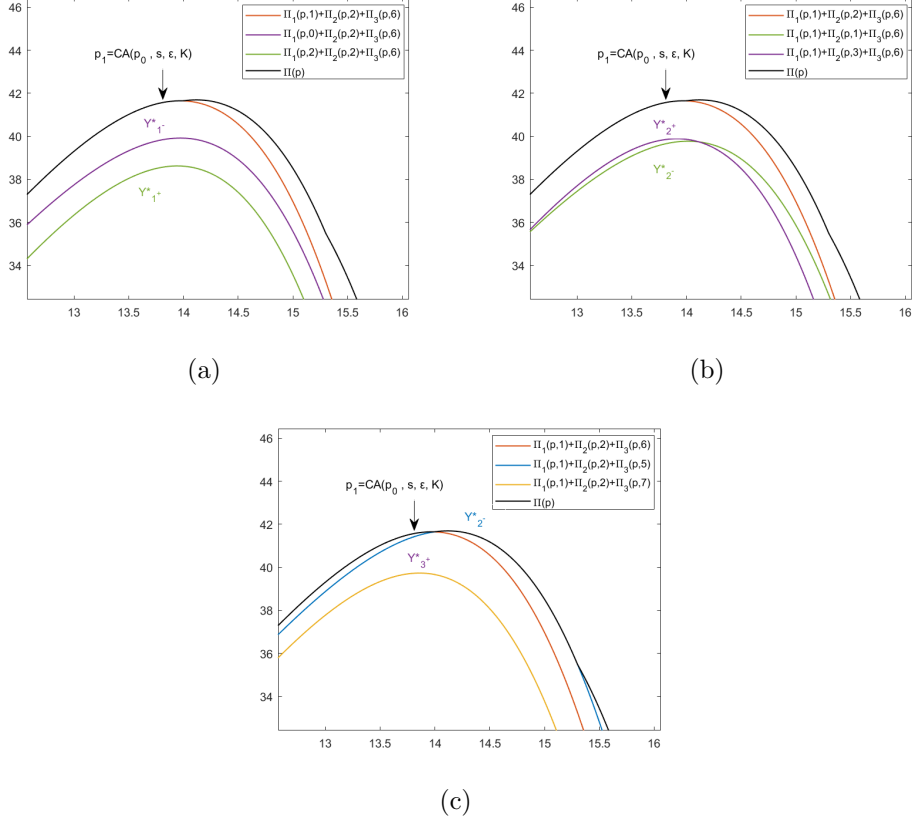 46
44
42
40
38
36
34
13
13.5
14
14.5
15
15.5
16
Π₁(p,1)+Π₂(p,2)+Π₃(p,6)
Π₁(p,0)+Π₂(p,2)+Π₃(p,6)
Π₁(p,2)+Π₂(p,2)+Π₃(p,6)
Π(p)
p₁=CA(p₀ , s, ε, K)
Y*₁⁻
Y*₁⁺
(a)
46
44
42
40
38
36
34
13
13.5
14
14.5
15
15.5
16
Π₁(p,1)+Π₂(p,2)+Π₃(p,6)
Π₁(p,1)+Π₂(p,1)+Π₃(p,6)
Π₁(p,1)+Π₂(p,3)+Π₃(p,6)
Π(p)
p₁=CA(p₀ , s, ε, K)
Y*₂⁺
Y*₂⁻
(b)
46
44
42
40
38
36
34
13
13.5
14
14.5
15
15.5
16
Π₁(p,1)+Π₂(p,2)+Π₃(p,6)
Π₁(p,1)+Π₂(p,2)+Π₃(p,5)
Π₁(p,1)+Π₂(p,2)+Π₃(p,7)
Π(p)
p₁=CA(p₀ , s, ε, K)
Y*₂⁻
Y*₃⁺
(c)